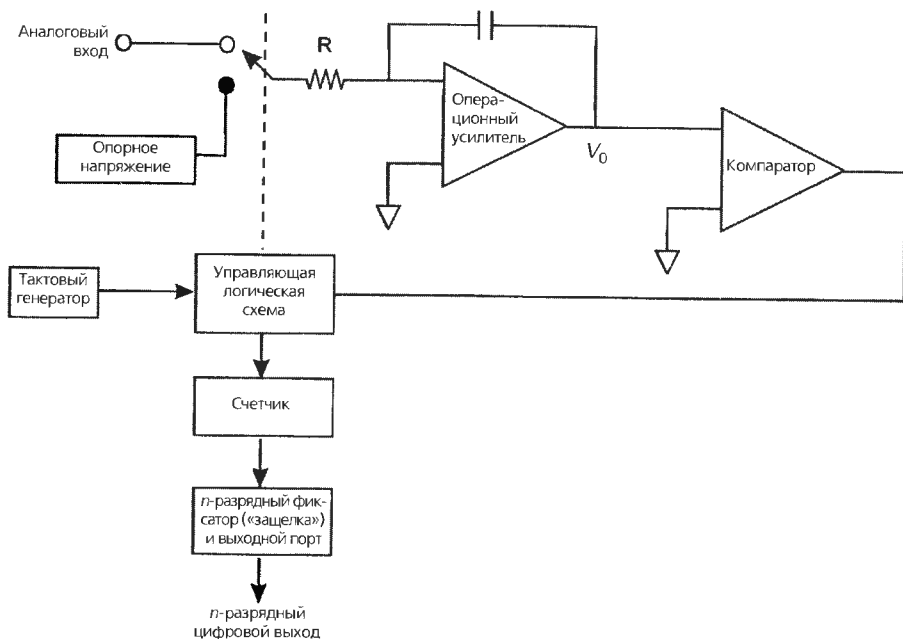 Аналоговый
вход
R
Опера-
ционный
усилитель
Опорное
напряжение
V0
Компаратор
Тактовый
генератор
Управляющая
логическая
схема
Счетчик
n-разрядный фик-
сатор («защелка»)
и выходной порт
n-разрядный
цифровой выход